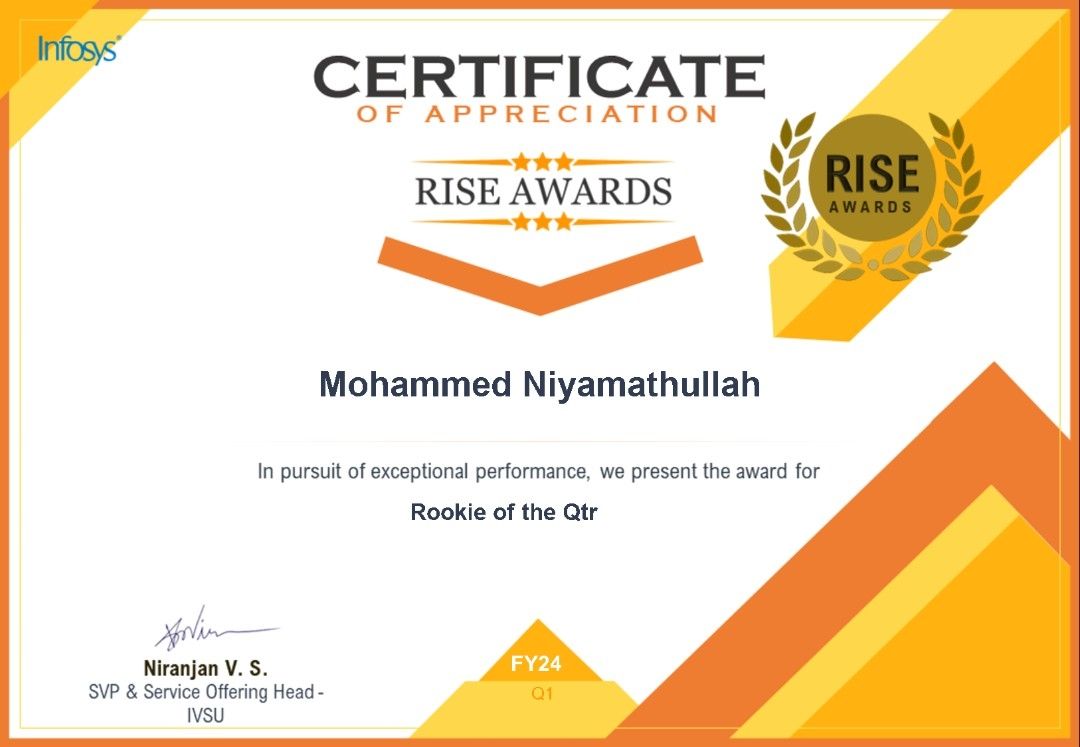 Infosys®
CERTIFICATE
OF APPRECIATION
RISE AWARDS
RISE
AWARDS
Mohammed Niyamathullah
In pursuit of exceptional performance, we present the award for
Rookie of the Qtr
Niranjan V. S.
SVP & Service Offering Head -
IVSU
FY24
Q1